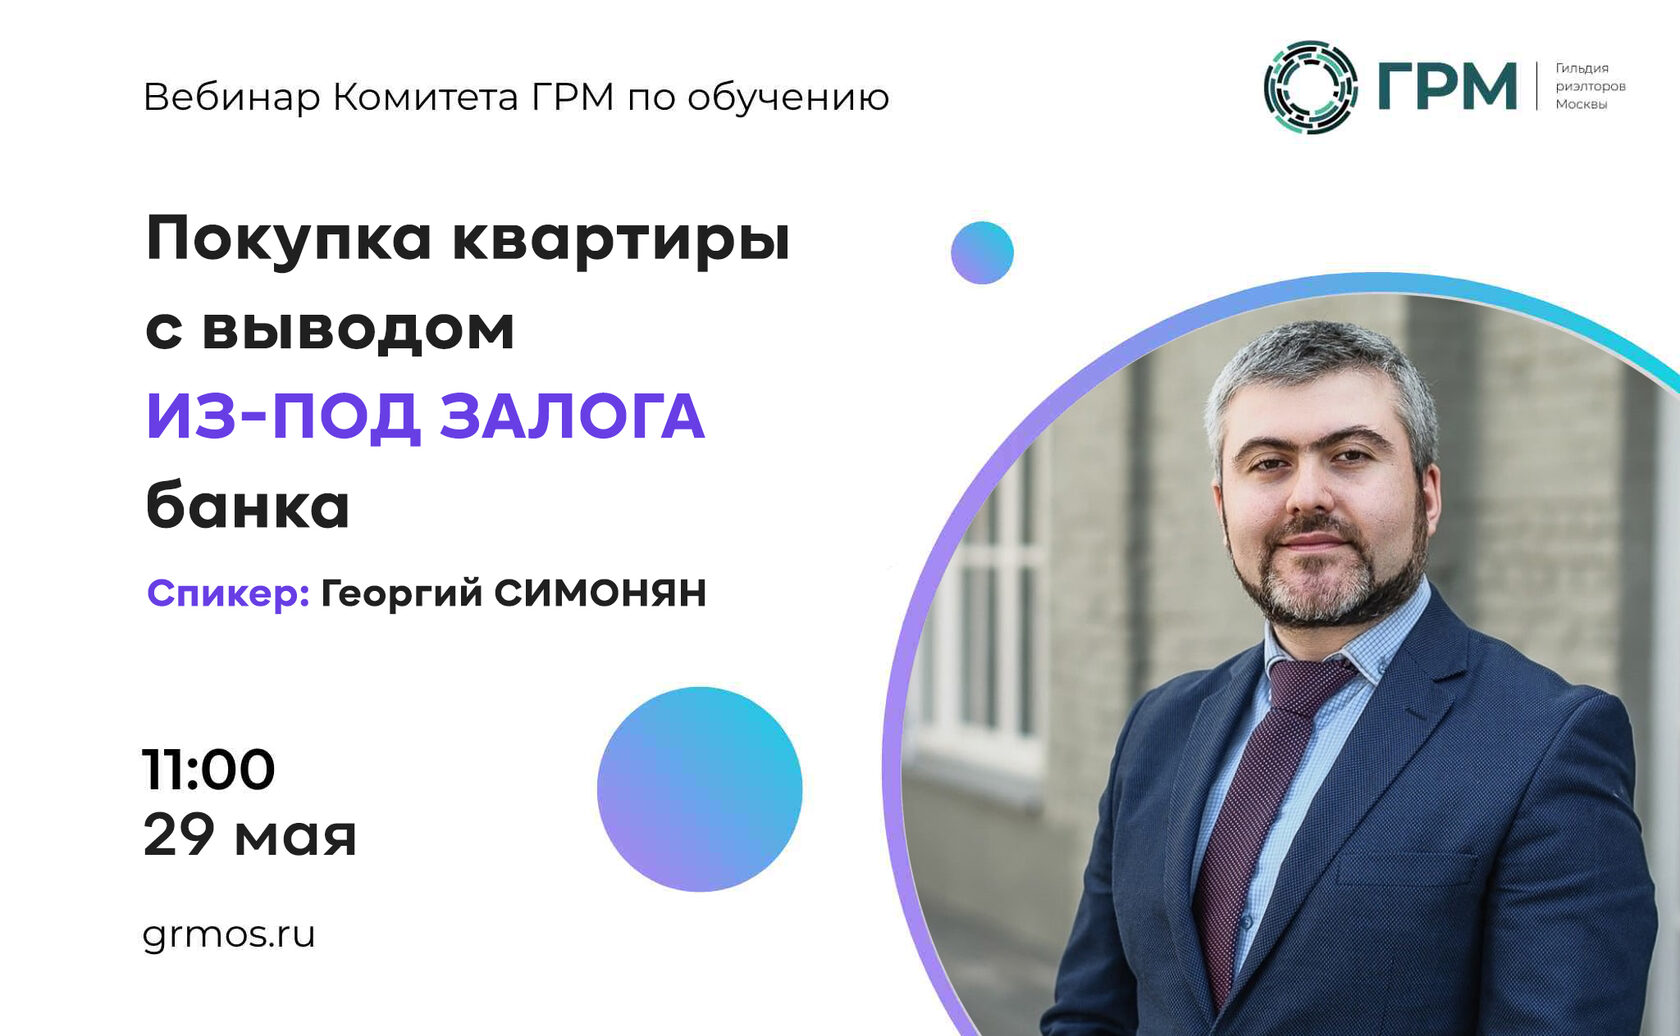 Вебинар Комитета ГРМ по обучению
ГРМ
Гильдия
риэлторов
Москвы
Покупка квартиры
с выводом
ИЗ-ПОД ЗАЛОГА
банка
Спикер: Георгий СИМОНЯН
11:00
29 мая
grmos.ru